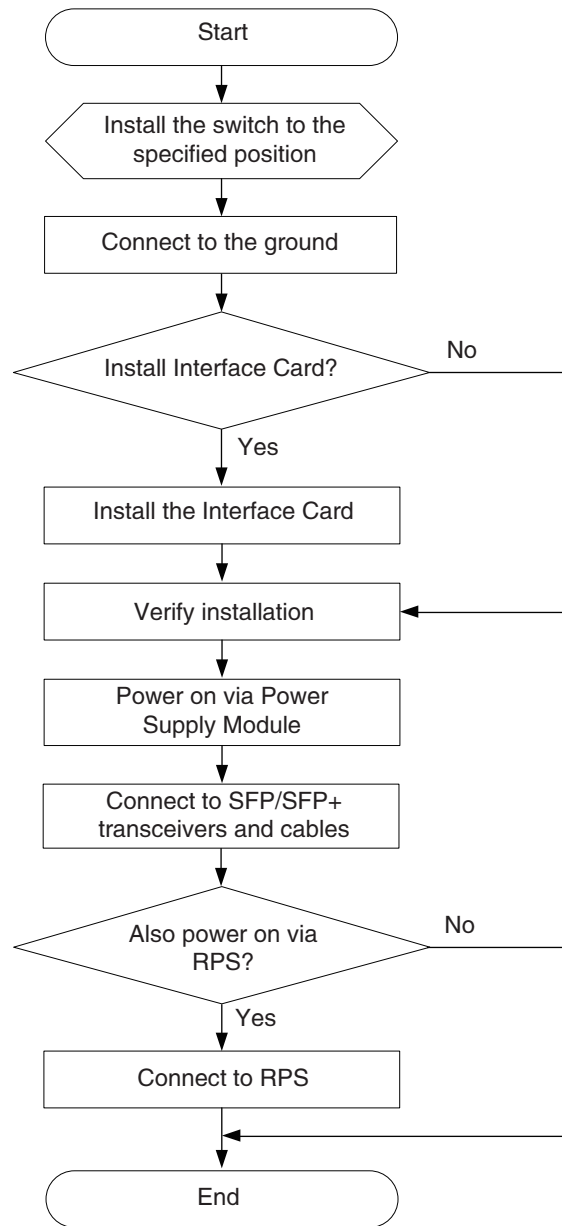 Start
Install the switch to the
specified position
Connect to the ground
Install Interface Card?
No
Yes
Install the Interface Card
Verify installation
Power on via Power
Supply Module
Connect to SFP/SFP+
transceivers and cables
Also power on via
RPS?
No
Yes
Connect to RPS
End